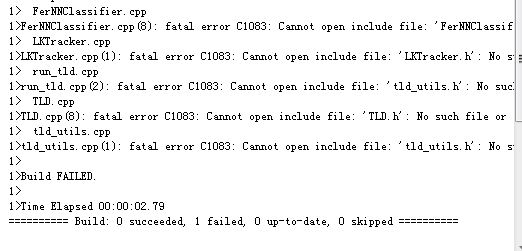 1>  FerNNClassifier.cpp
1>FerNNClassifier.cpp(8): fatal error C1083: Cannot open include file: 'FerNNClassif
1>  LKTracker.cpp
1>LKTracker.cpp(1): fatal error C1083: Cannot open include file: 'LKTracker.h': No su
1>  run_tld.cpp
1>run_tld.cpp(2): fatal error C1083: Cannot open include file: 'tld_utils.h': No suc
1>  TLD.cpp
1>TLD.cpp(8): fatal error C1083: Cannot open include file: 'TLD.h': No such file or
1>  tld_utils.cpp
1>tld_utils.cpp(1): fatal error C1083: Cannot open include file: 'tld_utils.h': No s
1>
1>Build FAILED.
1>
1>Time Elapsed 00:00:02.79
========== Build: 0 succeeded, 1 failed, 0 up-to-date, 0 skipped ==========